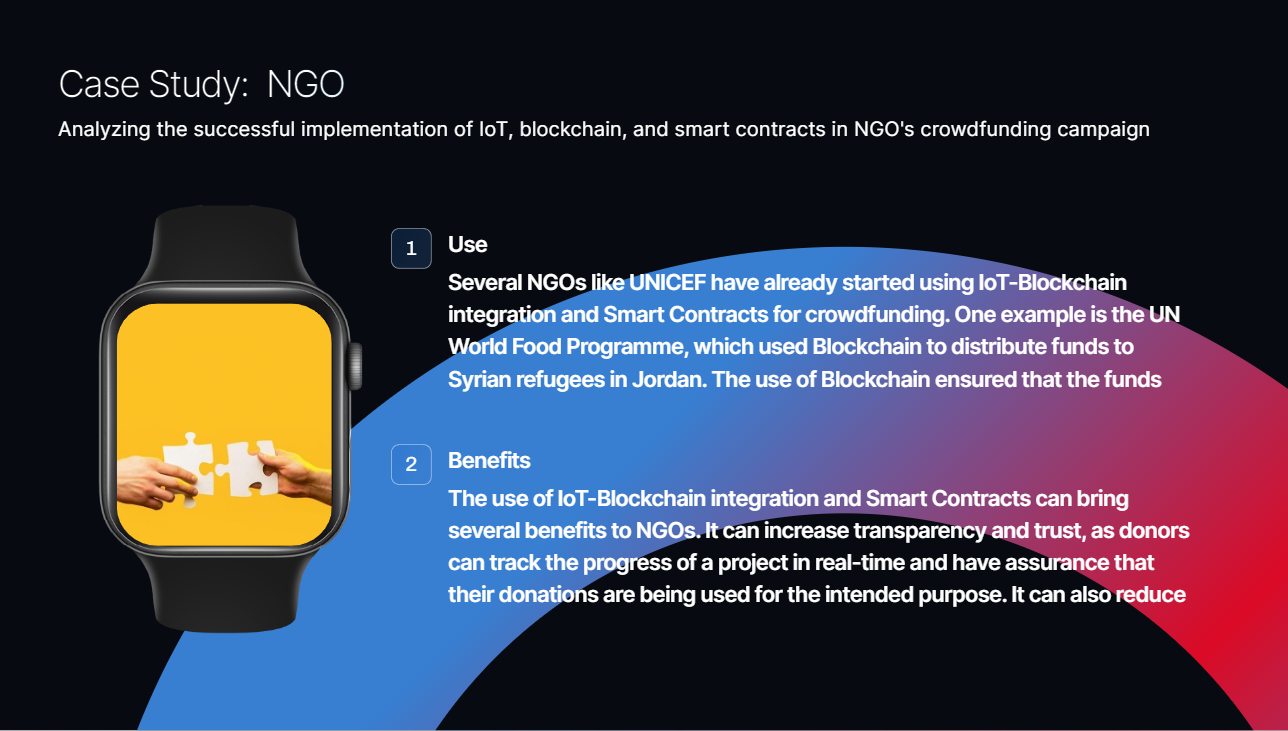 Case Study:  NGO
Analyzing the successful implementation of IoT, blockchain, and smart contracts in NGO's crowdfunding campaign
1
Use
Several NGOs like UNICEF have already started using IoT-Blockchain
integration and Smart Contracts for crowdfunding. One example is the UN
World Food Programme, which used Blockchain to distribute funds to
Syrian refugees in Jordan. The use of Blockchain ensured that the funds
2
Benefits
The use of IoT-Blockchain integration and Smart Contracts can bring
several benefits to NGOs. It can increase transparency and trust, as donors
can track the progress of a project in real-time and have assurance that
their donations are being used for the intended purpose. It can also reduce